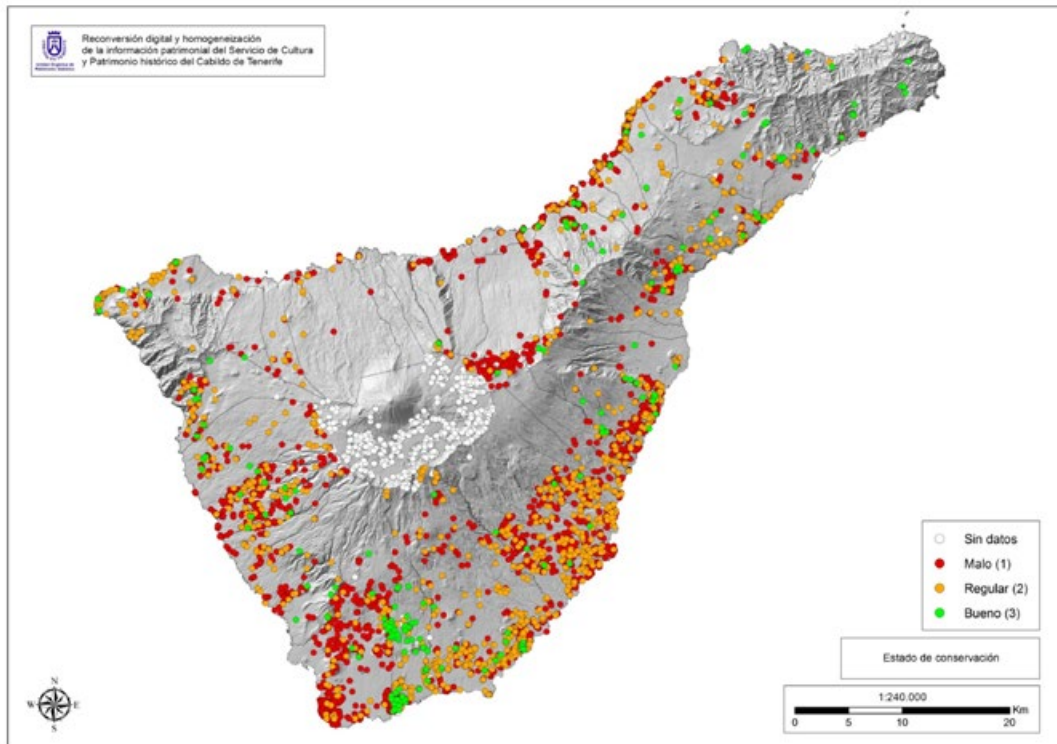 Reconversión digital y homogeneización
de la información patrimonial del Servicio de Cultura
y Patrimonio histórico del Cabildo de Tenerife
Sin datos
Malo (1)
Regular (2)
Bueno (3)
Estado de conservación
1:240.000
Km
0 5 10 20
N
W E
S